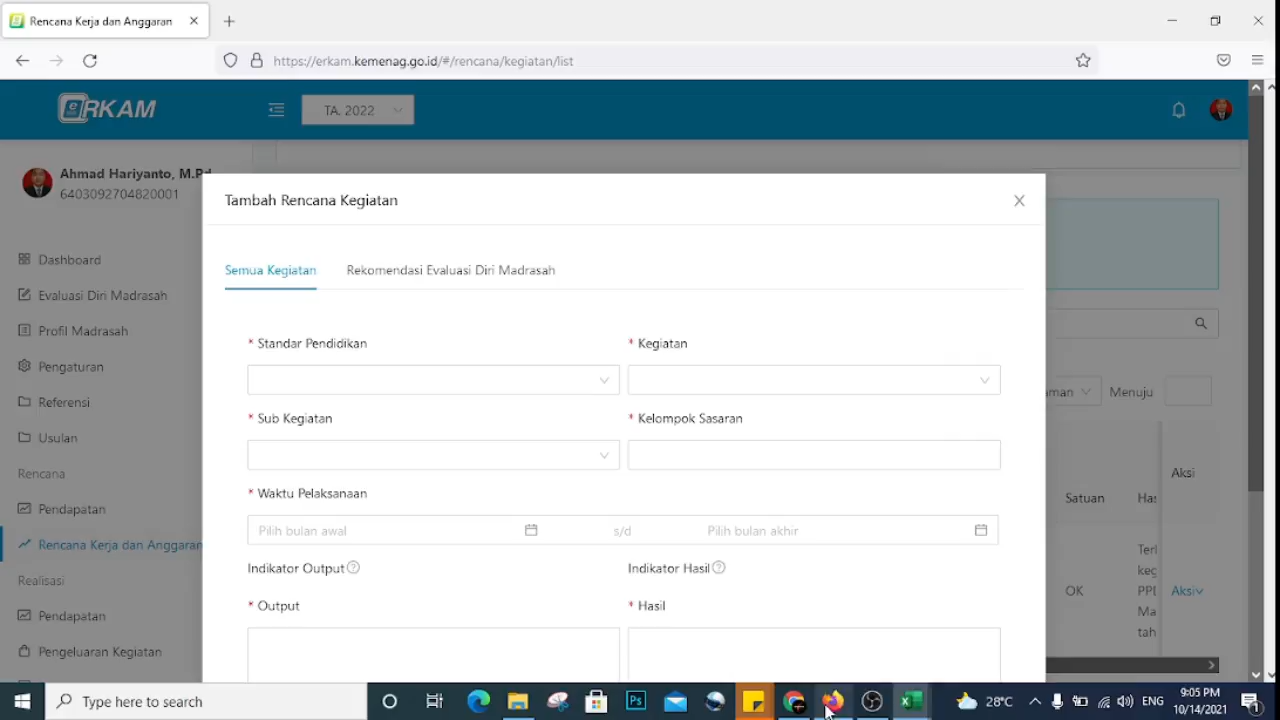 Rencana Kerja dan Anggaran
https://erkam.kemenag.go.id/#/rencana/kegiatan/list
eRKAM
TA. 2022
Ahmad Hariyanto, M.Pd
6403092704820001
Tambah Rencana Kegiatan
Semua Kegiatan
Rekomendasi Evaluasi Diri Madrasah
Dashboard
Evaluasi Diri Madrasah
Profil Madrasah
Pengaturan
Referensi
Usulan
Rencana
Pendapatan
Rencana Kerja dan Anggaran
Realisasi
Pendapatan
Pengeluaran Kegiatan
* Standar Pendidikan
* Kegiatan
* Sub Kegiatan
* Kelompok Sasaran
* Waktu Pelaksanaan
Pilih bulan awal
s/d
Pilih bulan akhir
Indikator Output
Indikator Hasil
* Output
* Hasil
Menuju
Satuan
Aksi
OK
Aksi
Type here to search
Ps
28°C
ENG
9:05 PM
10/14/2021
1